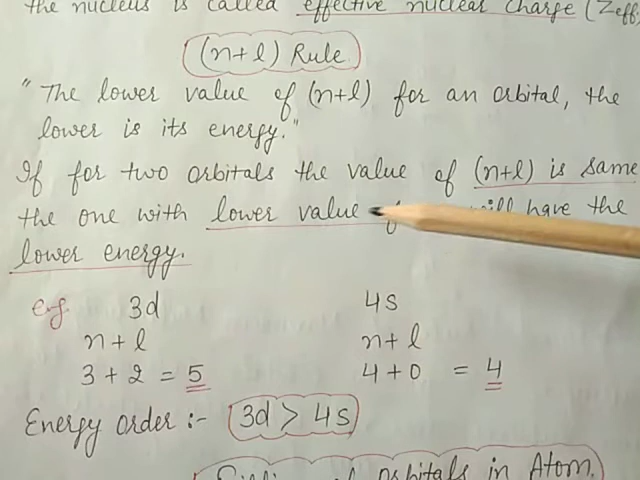 the nucleus is called effective nuclear charge (Zeff
(n+l) Rule
"The lower value of (n+l) for an orbital, the
lower is its energy."
If for two orbitals the value of (n+l) is same
the one with lower value of will have the
lower energy.
e.g. 3d 4s
n+l n+l
3+2 = 5 4+0 = 4
Energy order :- 3d > 4s
of orbitals in Atom.